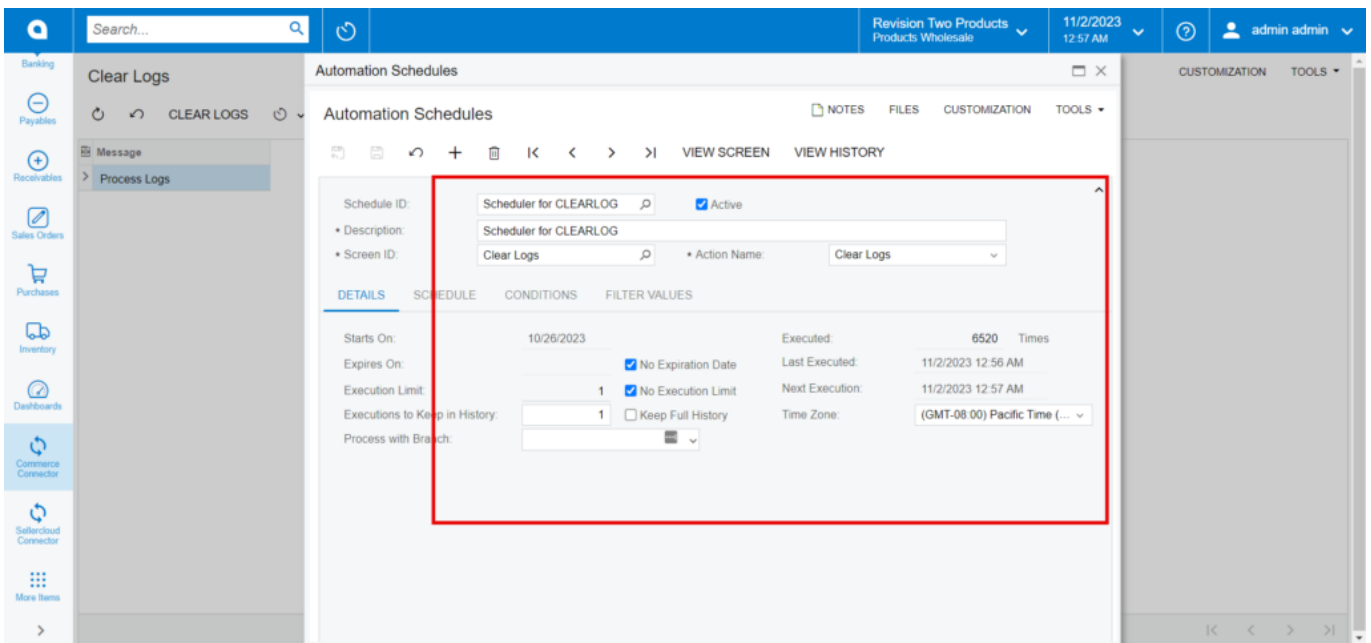 Search...
Revision Two Products
Products Wholesale
11/2/2023
12:57 AM
admin admin
Banking
Payables
Receivables
Sales Orders
Purchases
Inventory
Dashboards
Commerce
Connector
Sellercloud
Connector
More Items
Clear Logs
CUSTOMIZATION TOOLS
CLEAR LOGS
Message
Process Logs
Automation Schedules
Automation Schedules
NOTES FILES CUSTOMIZATION TOOLS
VIEW SCREEN VIEW HISTORY
Schedule ID: Scheduler for CLEARLOG Active
* Description: Scheduler for CLEARLOG
* Screen ID: Clear Logs * Action Name: Clear Logs
DETAILS SCHEDULE CONDITIONS FILTER VALUES
Starts On: 10/26/2023 Executed: 6520 Times
Expires On: No Expiration Date Last Executed: 11/2/2023 12:56 AM
Execution Limit: 1 No Execution Limit Next Execution: 11/2/2023 12:57 AM
Executions to Keep in History: 1 Keep Full History Time Zone: (GMT-08:00) Pacific Time (...
Process with Branch: